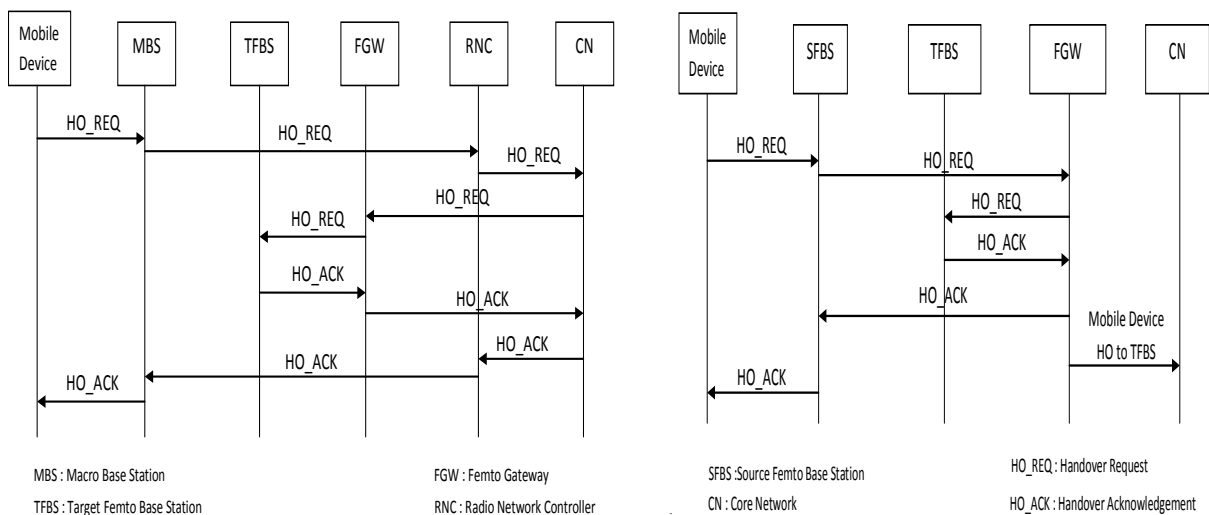 Mobile
Device
MBS
TFBS
FGW
RNC
CN
HO_REQ
HO_REQ
HO_REQ
HO_REQ
HO_REQ
HO_ACK
HO_ACK
HO_ACK
HO_ACK
HO_ACK
MBS : Macro Base Station
FGW : Femto Gateway
TFBS : Target Femto Base Station
RNC : Radio Network Controller
Mobile
Device
SFBS
TFBS
FGW
CN
HO_REQ
HO_REQ
HO_REQ
HO_ACK
HO_ACK
Mobile Device
HO to TFBS
HO_ACK
SFBS :Source Femto Base Station
HO_REQ : Handover Request
CN : Core Network
HO_ACK : Handover Acknowledgement